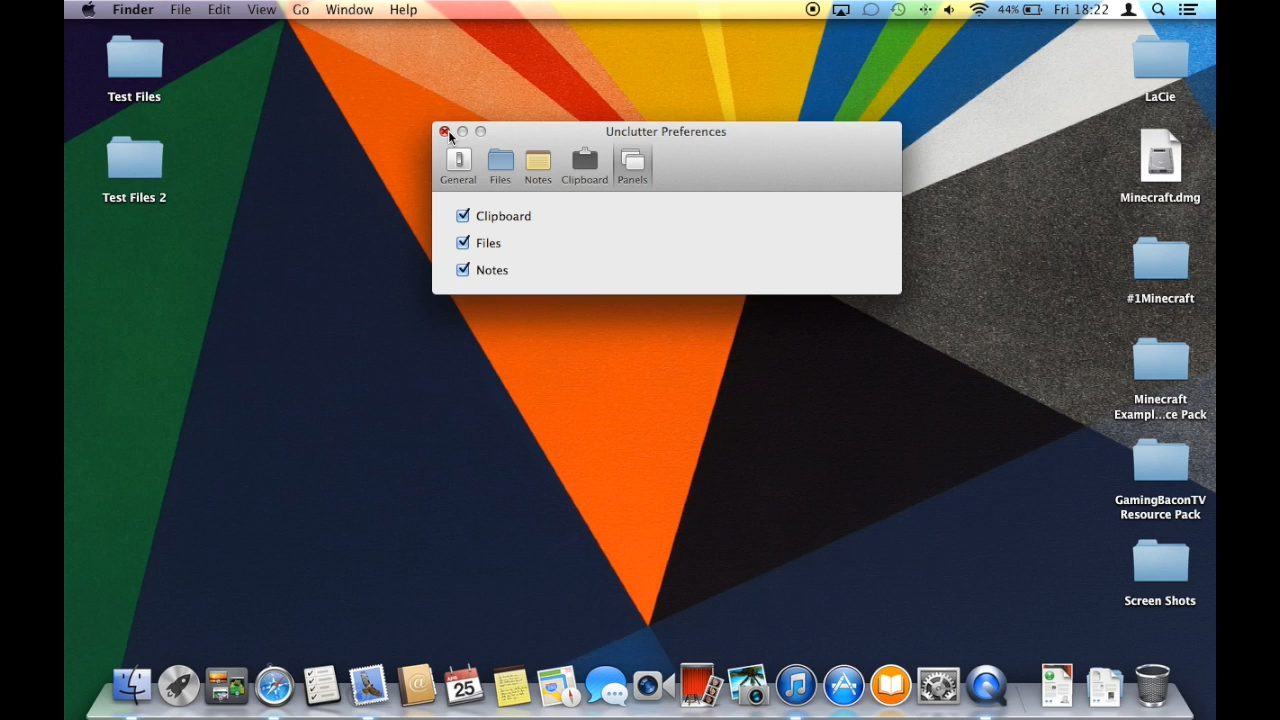 Finder File Edit View Go Window Help 44% Fri 18:22
Test Files
Test Files 2
Unclutter Preferences
General Files Notes Clipboard Panels
Clipboard
Files
Notes
LaCie
Minecraft.dmg
#1Minecraft
Minecraft
Exampl...ce Pack
GamingBaconTV
Resource Pack
Screen Shots
25